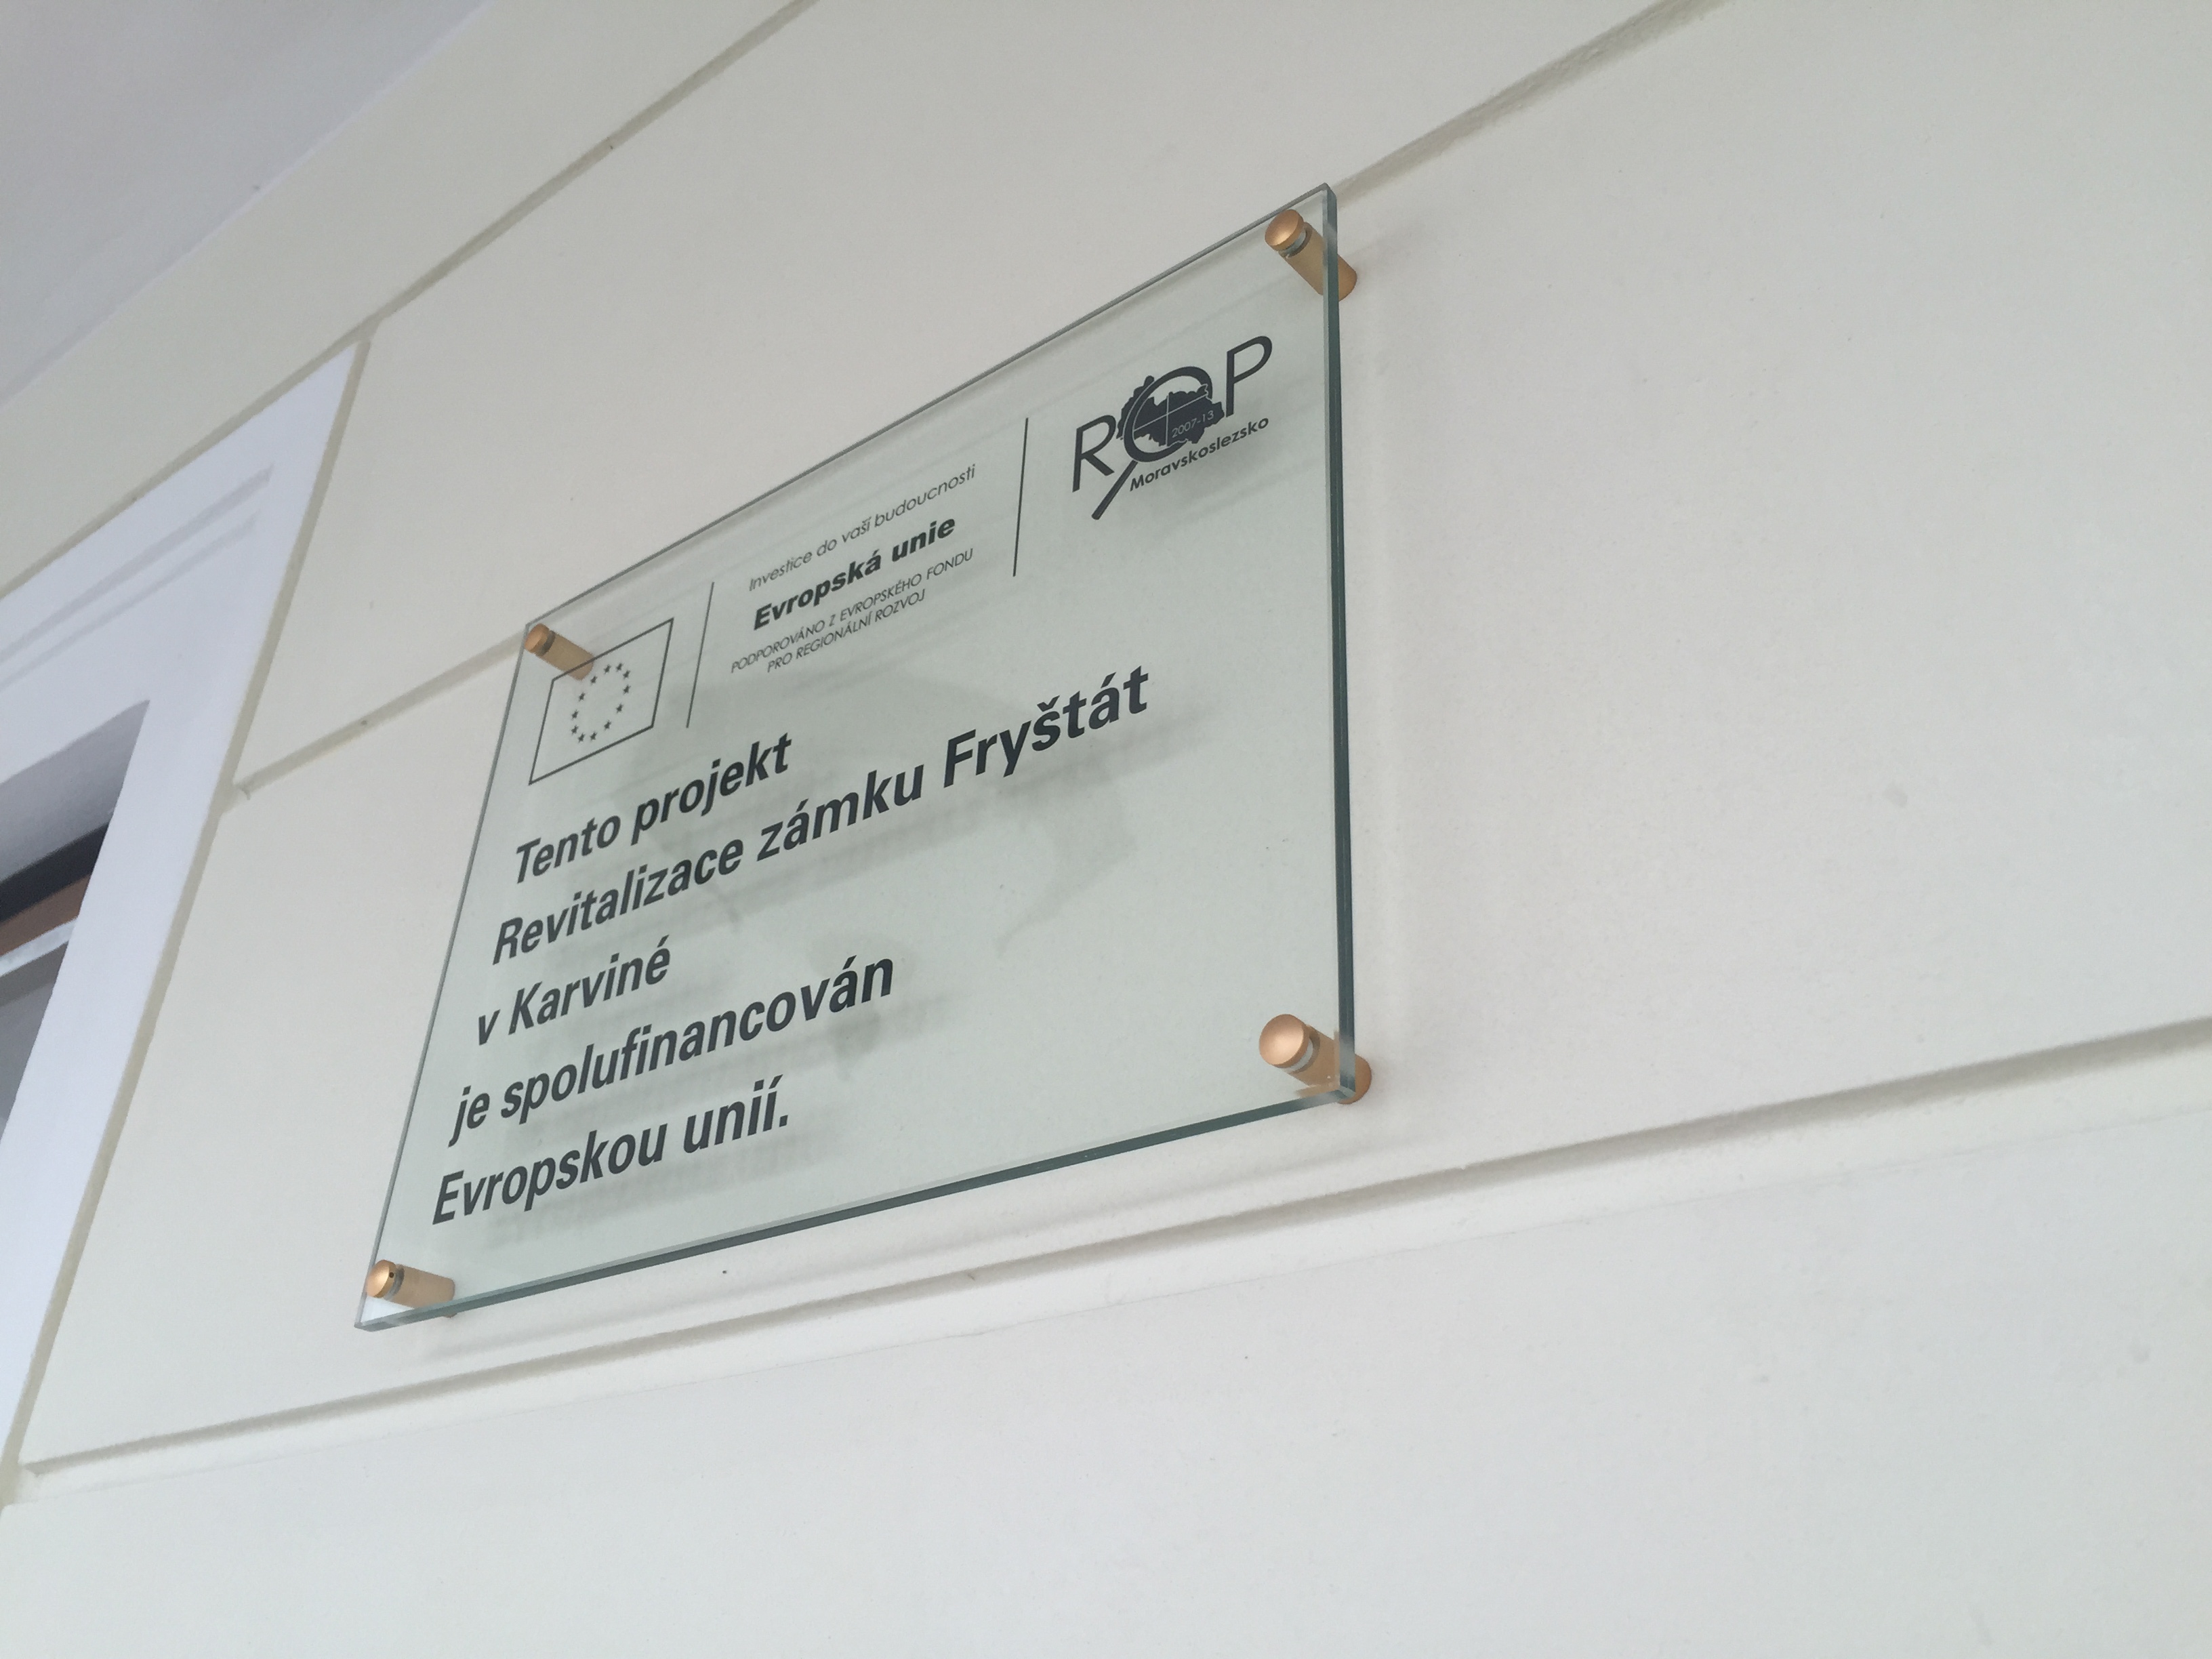 Investice do vaší budoucnosti
Evropská unie
PODPOROVÁNO Z EVROPSKÉHO FONDU
PRO REGIONÁLNÍ ROZVOJ
ROP
2007-13
Moravskoslezsko
Tento projekt
Revitalizace zámku Fryštát
v Karviné
je spolufinancován
Evropskou unií.